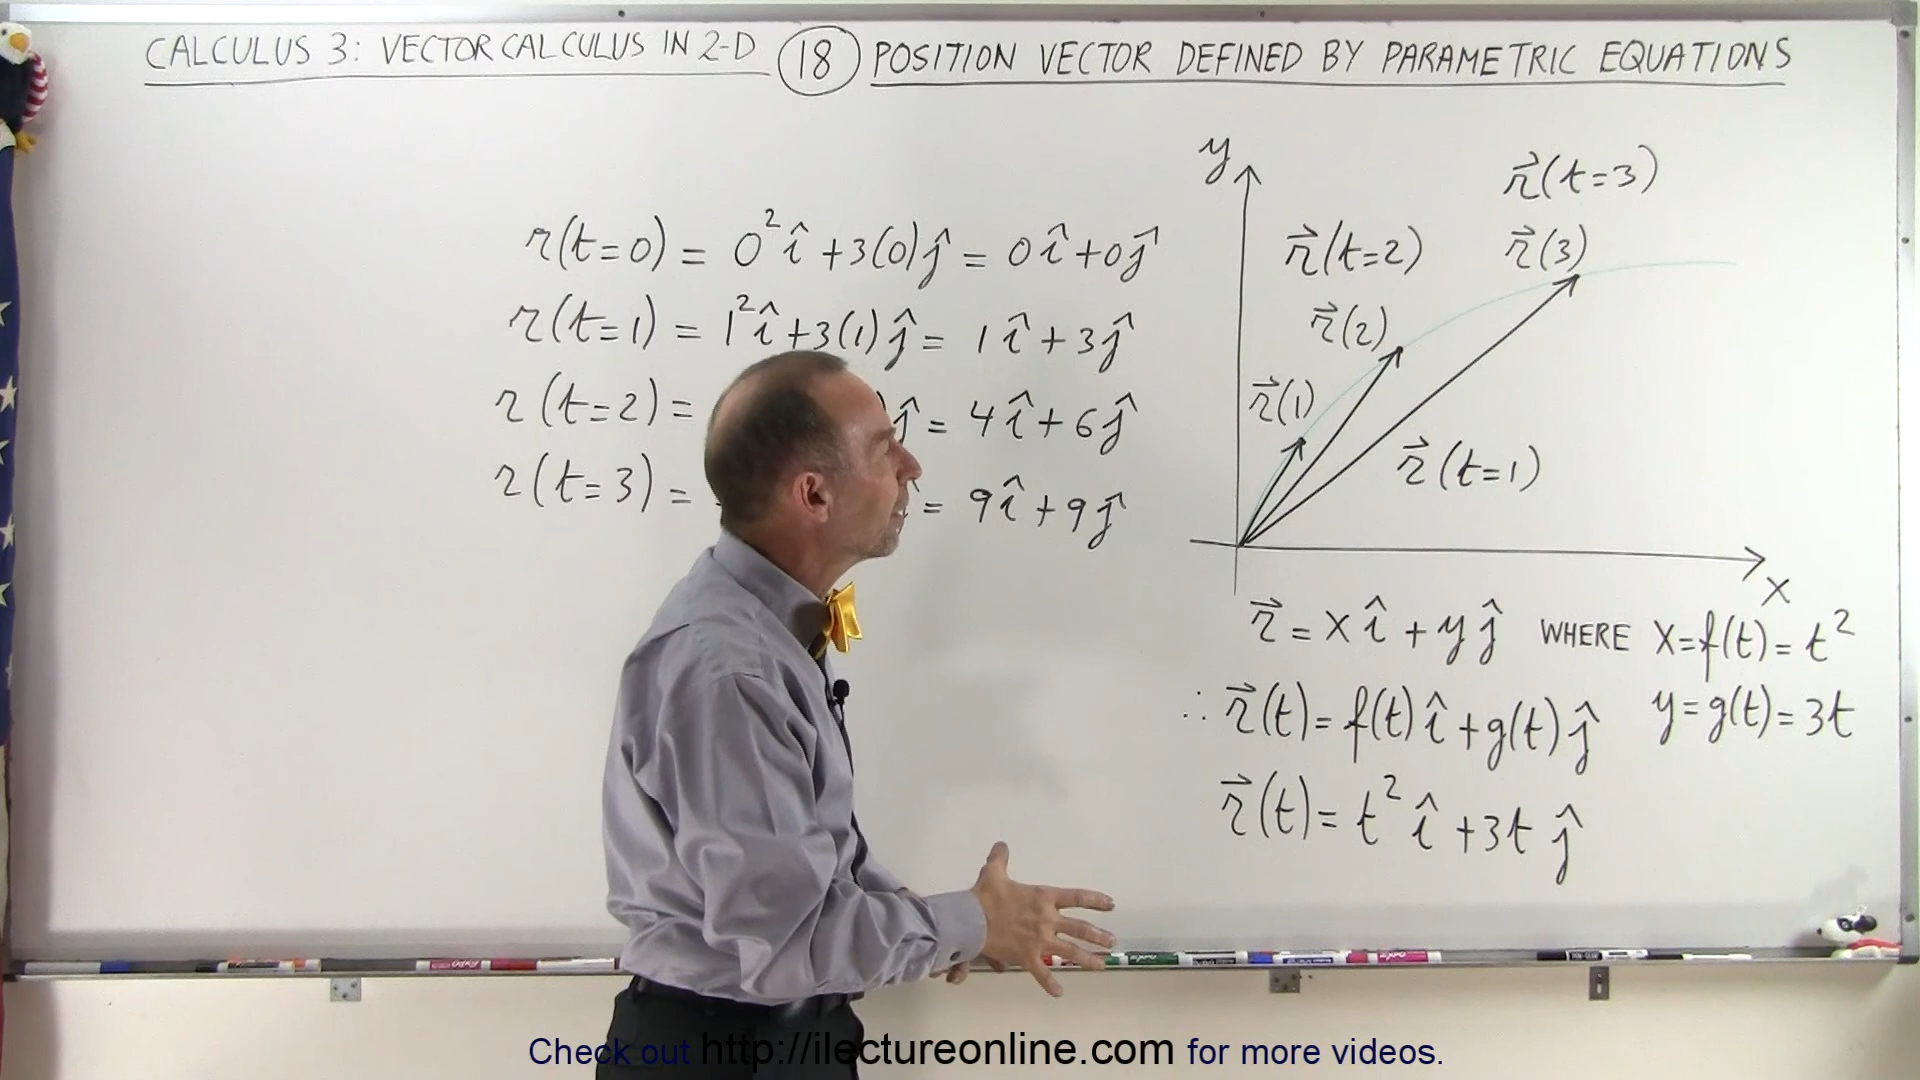 CALCULUS 3: VECTOR CALCULUS IN 2-D (18) POSITION VECTOR DEFINED BY PARAMETRIC EQUATIONS
r(t=0) = 0²î + 3(0)ĵ = 0î + 0ĵ
r(t=1) = 1²î + 3(1)ĵ = 1î + 3ĵ
r(t=2) = )ĵ = 4î + 6ĵ
r(t=3) = = 9î + 9ĵ
y
r⃗(t=3)
r⃗(t=2)
r⃗(3)
r⃗(2)
r⃗(1)
r⃗(t=1)
x
r⃗ = xî + yĵ WHERE x=f(t)=t²
∴ r⃗(t) = f(t)î + g(t)ĵ y=g(t)=3t
r⃗(t) = t²î + 3tĵ
Check out http://ilectureonline.com for more videos.